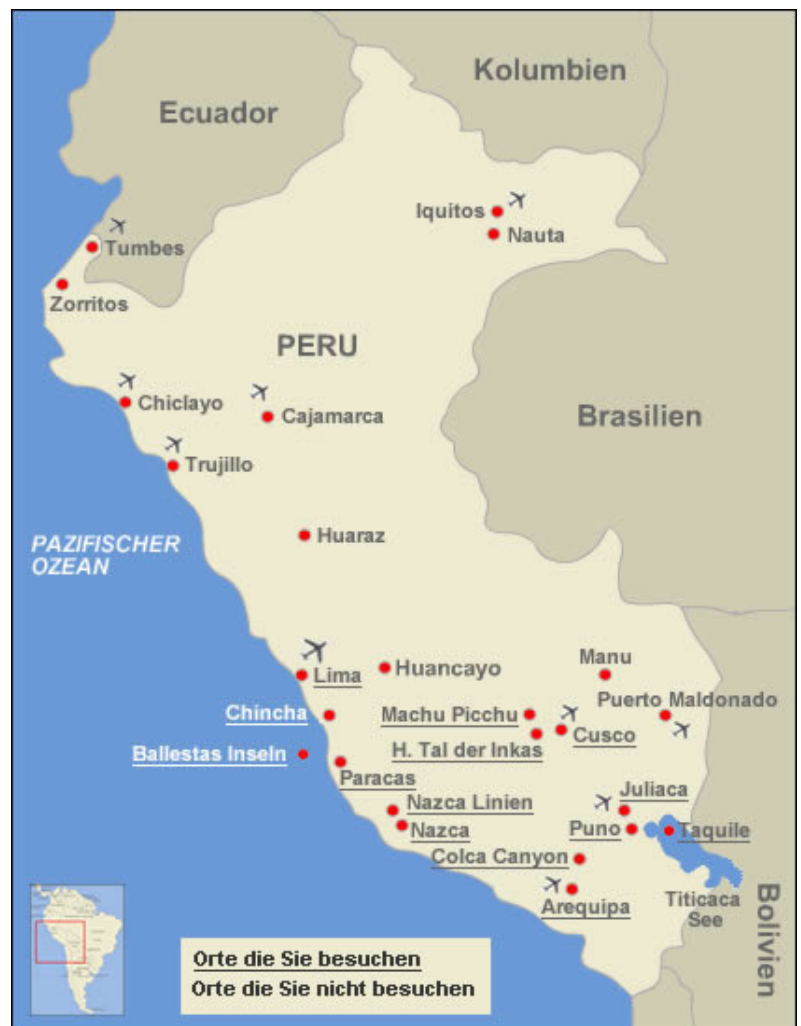 Kolumbien
Ecuador
Iquitos
Nauta
Tumbes
Zorritos
PERU
Chiclayo
Cajamarca
Brasilien
Trujillo
Huaraz
PAZIFISCHER
OZEAN
Huancayo
Manu
Lima
Puerto Maldonado
Chincha
Machu Picchu
Cusco
H. Tal der Inkas
Ballestas Inseln
Paracas
Juliaca
Nazca Linien
Nazca
Puno
Taquile
Colca Canyon
Arequipa
Titicaca
See
Bolivien
Orte die Sie besuchen
Orte die Sie nicht besuchen